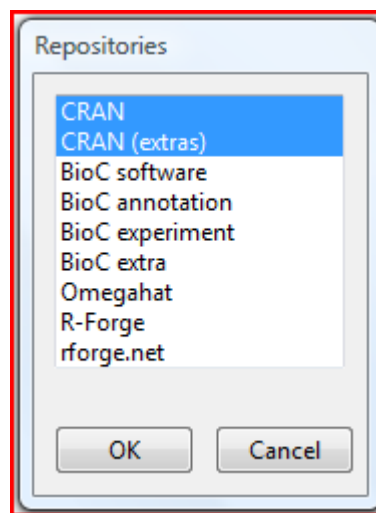 Repositories
CRAN
CRAN (extras)
BioC software
BioC annotation
BioC experiment
BioC extra
Omegahat
R-Forge
rforge.net
OK
Cancel